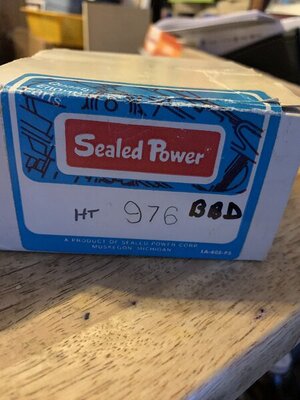 Sealed Power
HT 976 BBD
A PRODUCT OF SEALED POWER CORP.
MUSKEGON, MICHIGAN